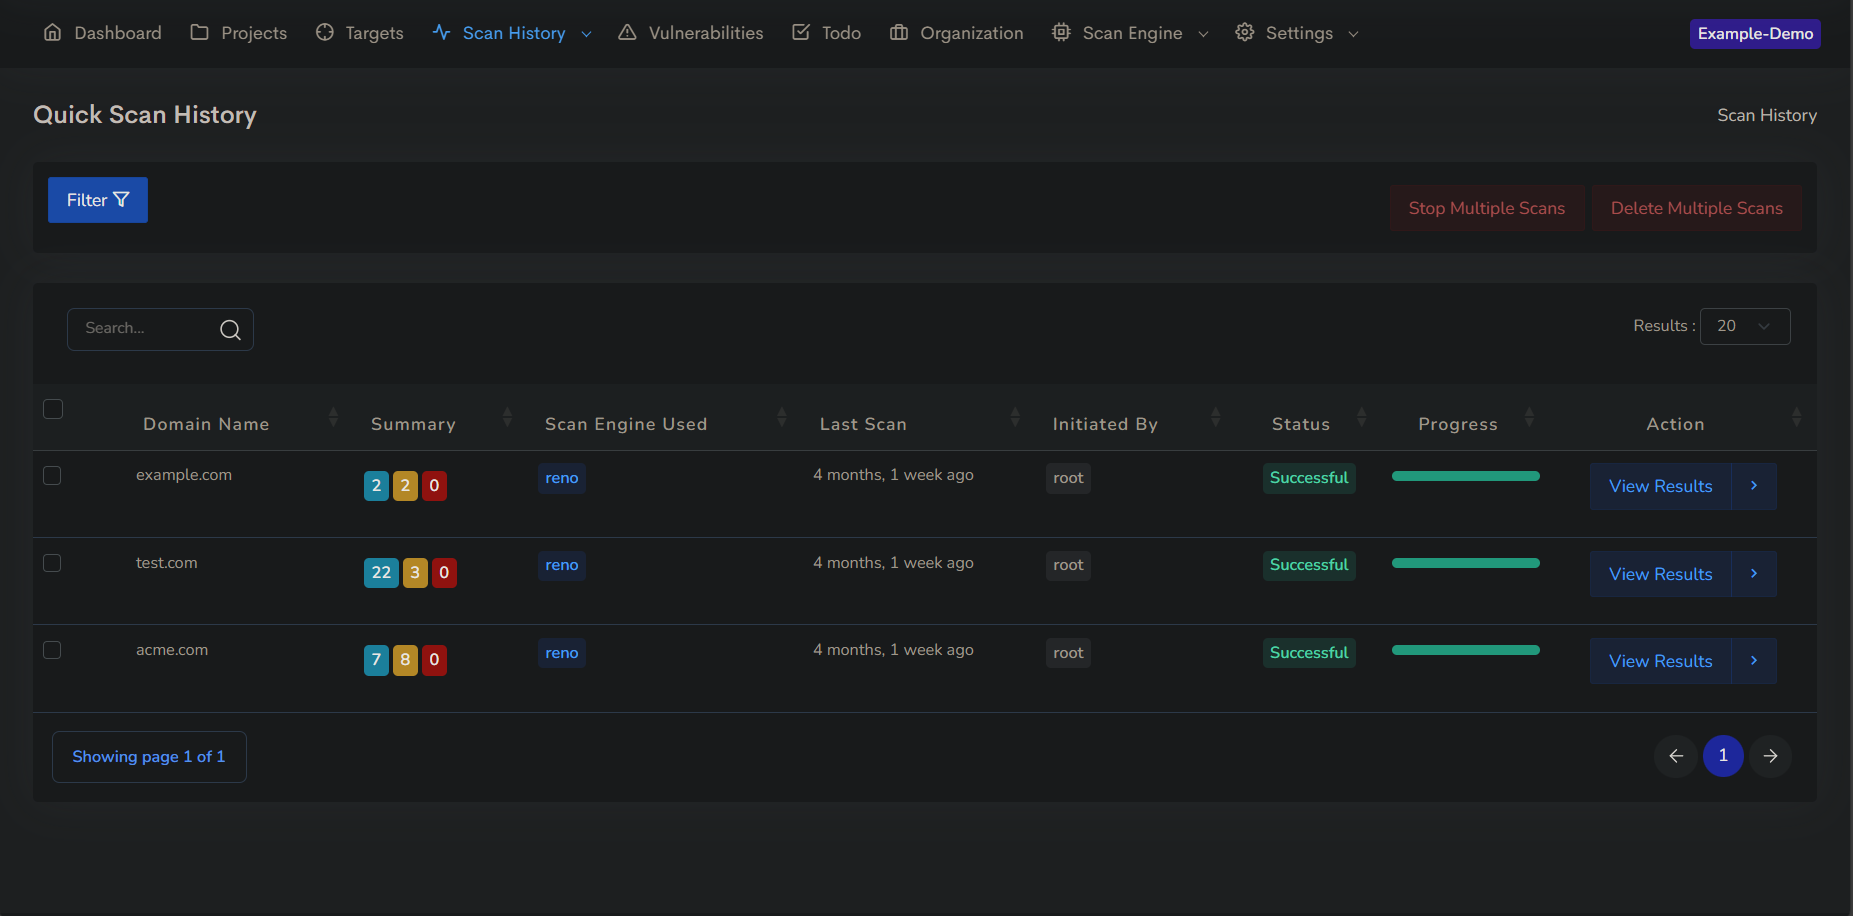 Dashboard Projects Targets Scan History Vulnerabilities Todo Organization Scan Engine Settings Example-Demo
Quick Scan History Scan History
Filter Stop Multiple Scans Delete Multiple Scans
Search... Results : 20
Domain Name Summary Scan Engine Used Last Scan Initiated By Status Progress Action
example.com 2 2 0 reno 4 months, 1 week ago root Successful View Results
test.com 22 3 0 reno 4 months, 1 week ago root Successful View Results
acme.com 7 8 0 reno 4 months, 1 week ago root Successful View Results
Showing page 1 of 1 1